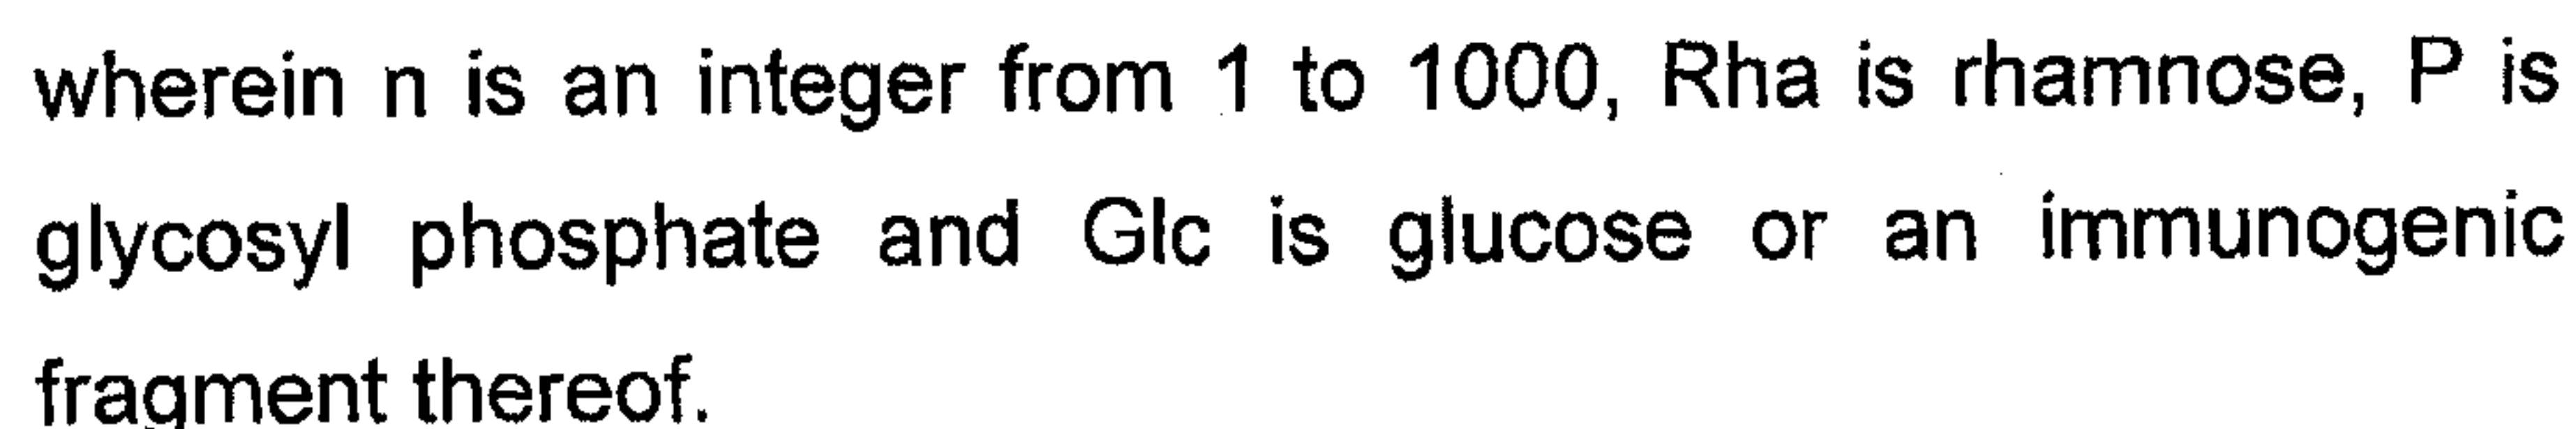 wherein n is an integer from 1 to 1000, Rha is rhamnose, P is
glycosyl phosphate and Glc is glucose or an immunogenic
fragment thereof.